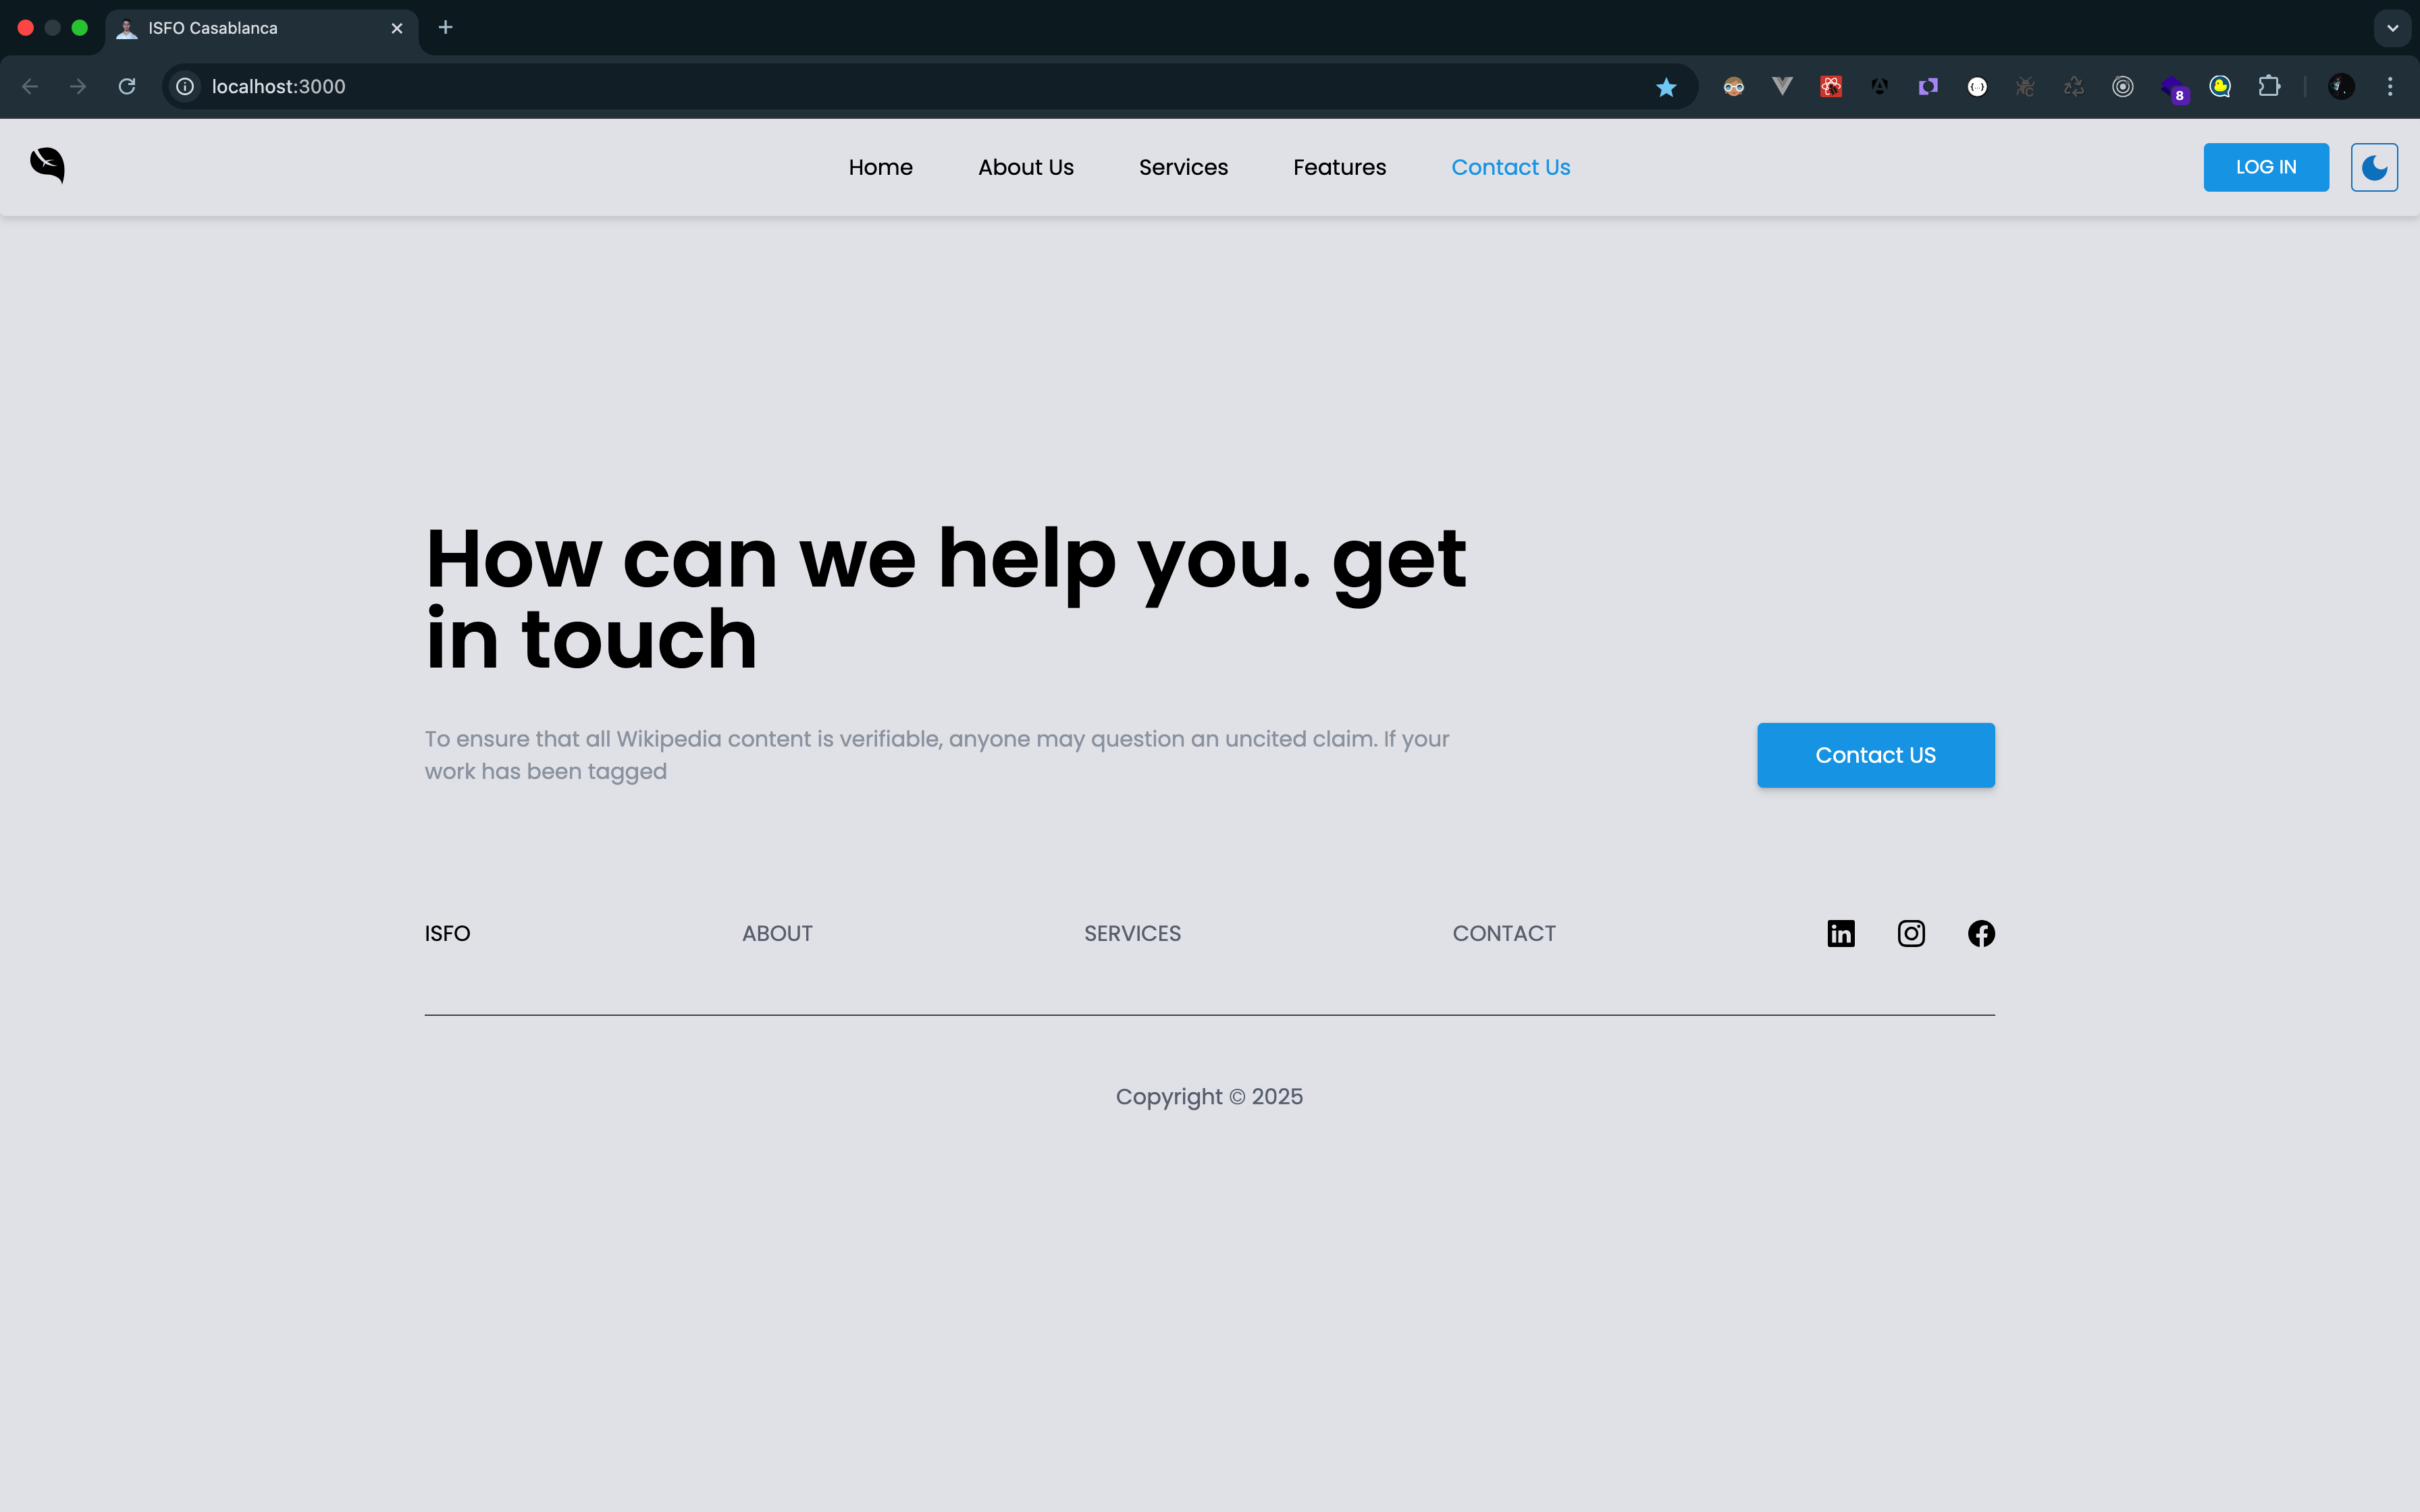 ISFO Casablanca
localhost:3000
8
Home About Us Services Features Contact Us LOG IN
How can we help you. get
in touch
To ensure that all Wikipedia content is verifiable, anyone may question an uncited claim. If your
work has been tagged
Contact US
ISFO ABOUT SERVICES CONTACT
Copyright © 2025